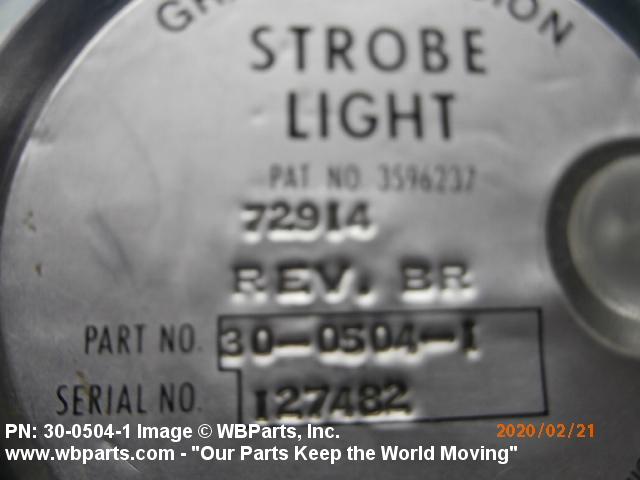 STROBE
LIGHT
PAT NO. 3596237
72914
REV. BR
PART NO. 30-0504-1
SERIAL NO. 127482
PN: 30-0504-1 Image © WBParts, Inc. 2020/02/21
www.wbparts.com - "Our Parts Keep the World Moving"